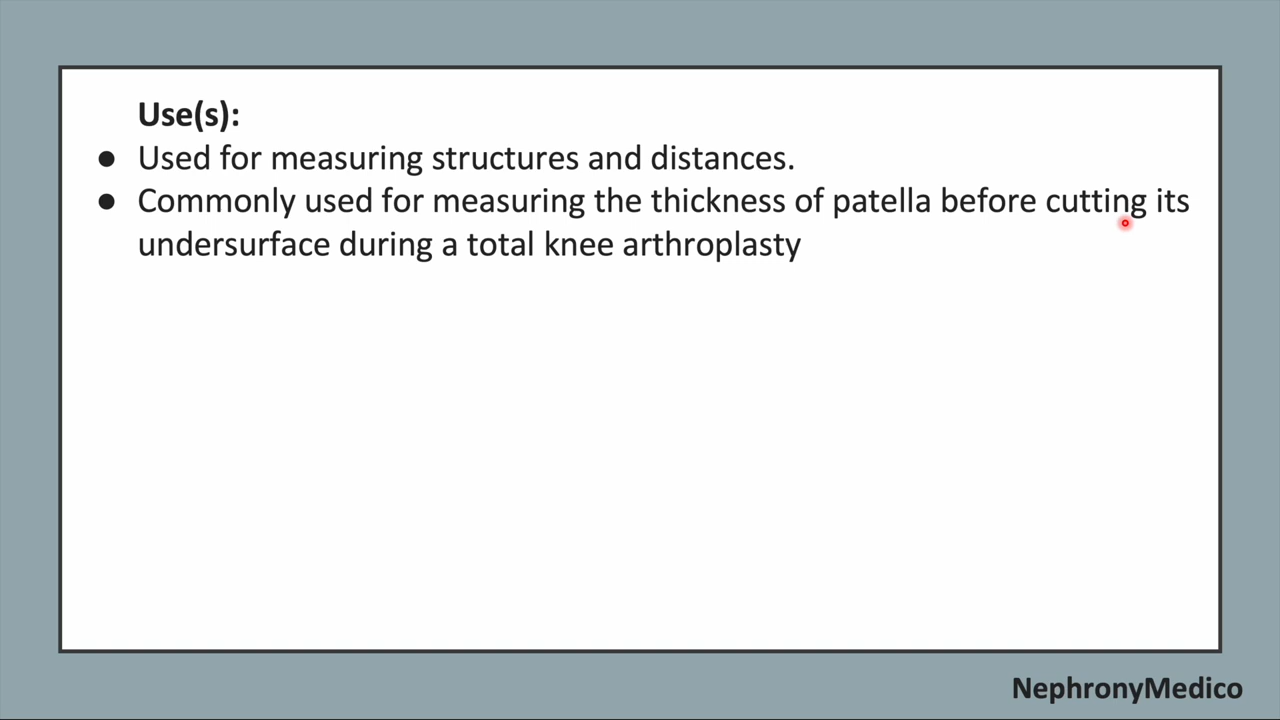 Use(s):
● Used for measuring structures and distances.
● Commonly used for measuring the thickness of patella before cutting its
undersurface during a total knee arthroplasty
NephronyMedico